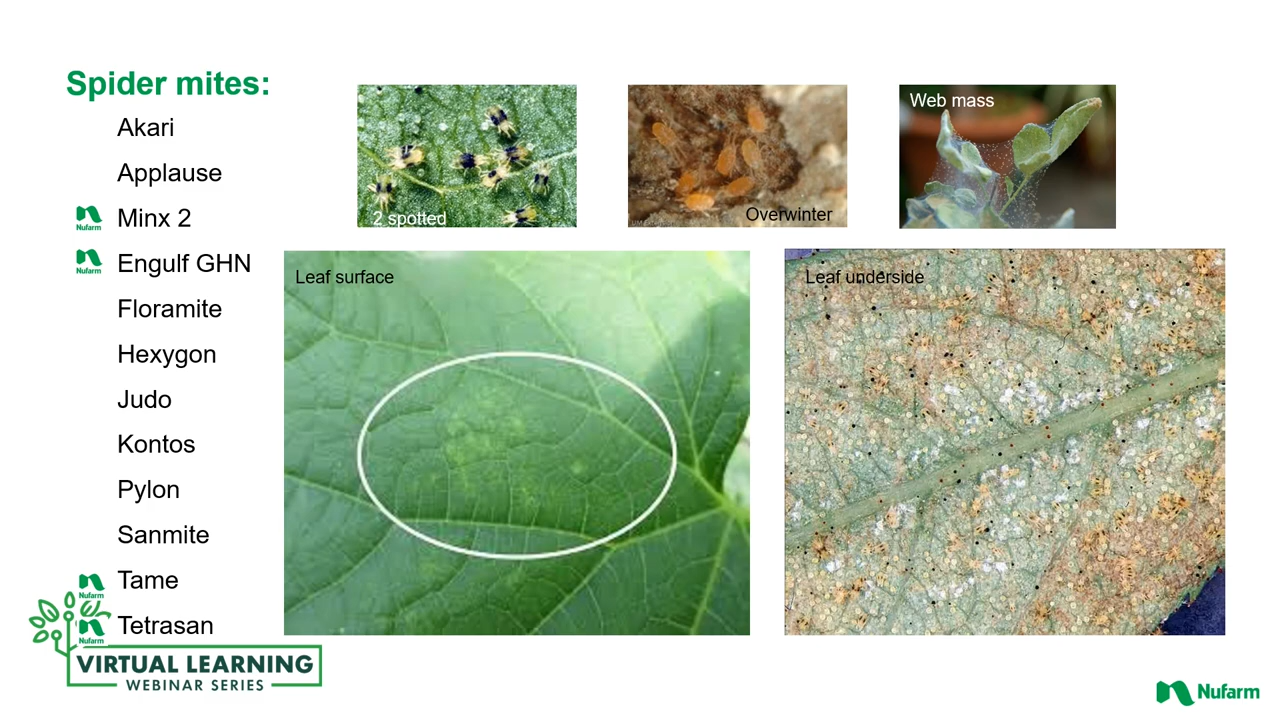 Spider mites:
Akari
Applause
Nufarm
Minx 2
Nufarm
Engulf GHN
Floramite
Hexygon
Judo
Kontos
Pylon
Sanmite
Nufarm
Tame
Nufarm
Tetrasan
2 spotted
Overwinter
Web mass
Leaf surface
Leaf underside
VIRTUAL LEARNING
WEBINAR SERIES
Nufarm